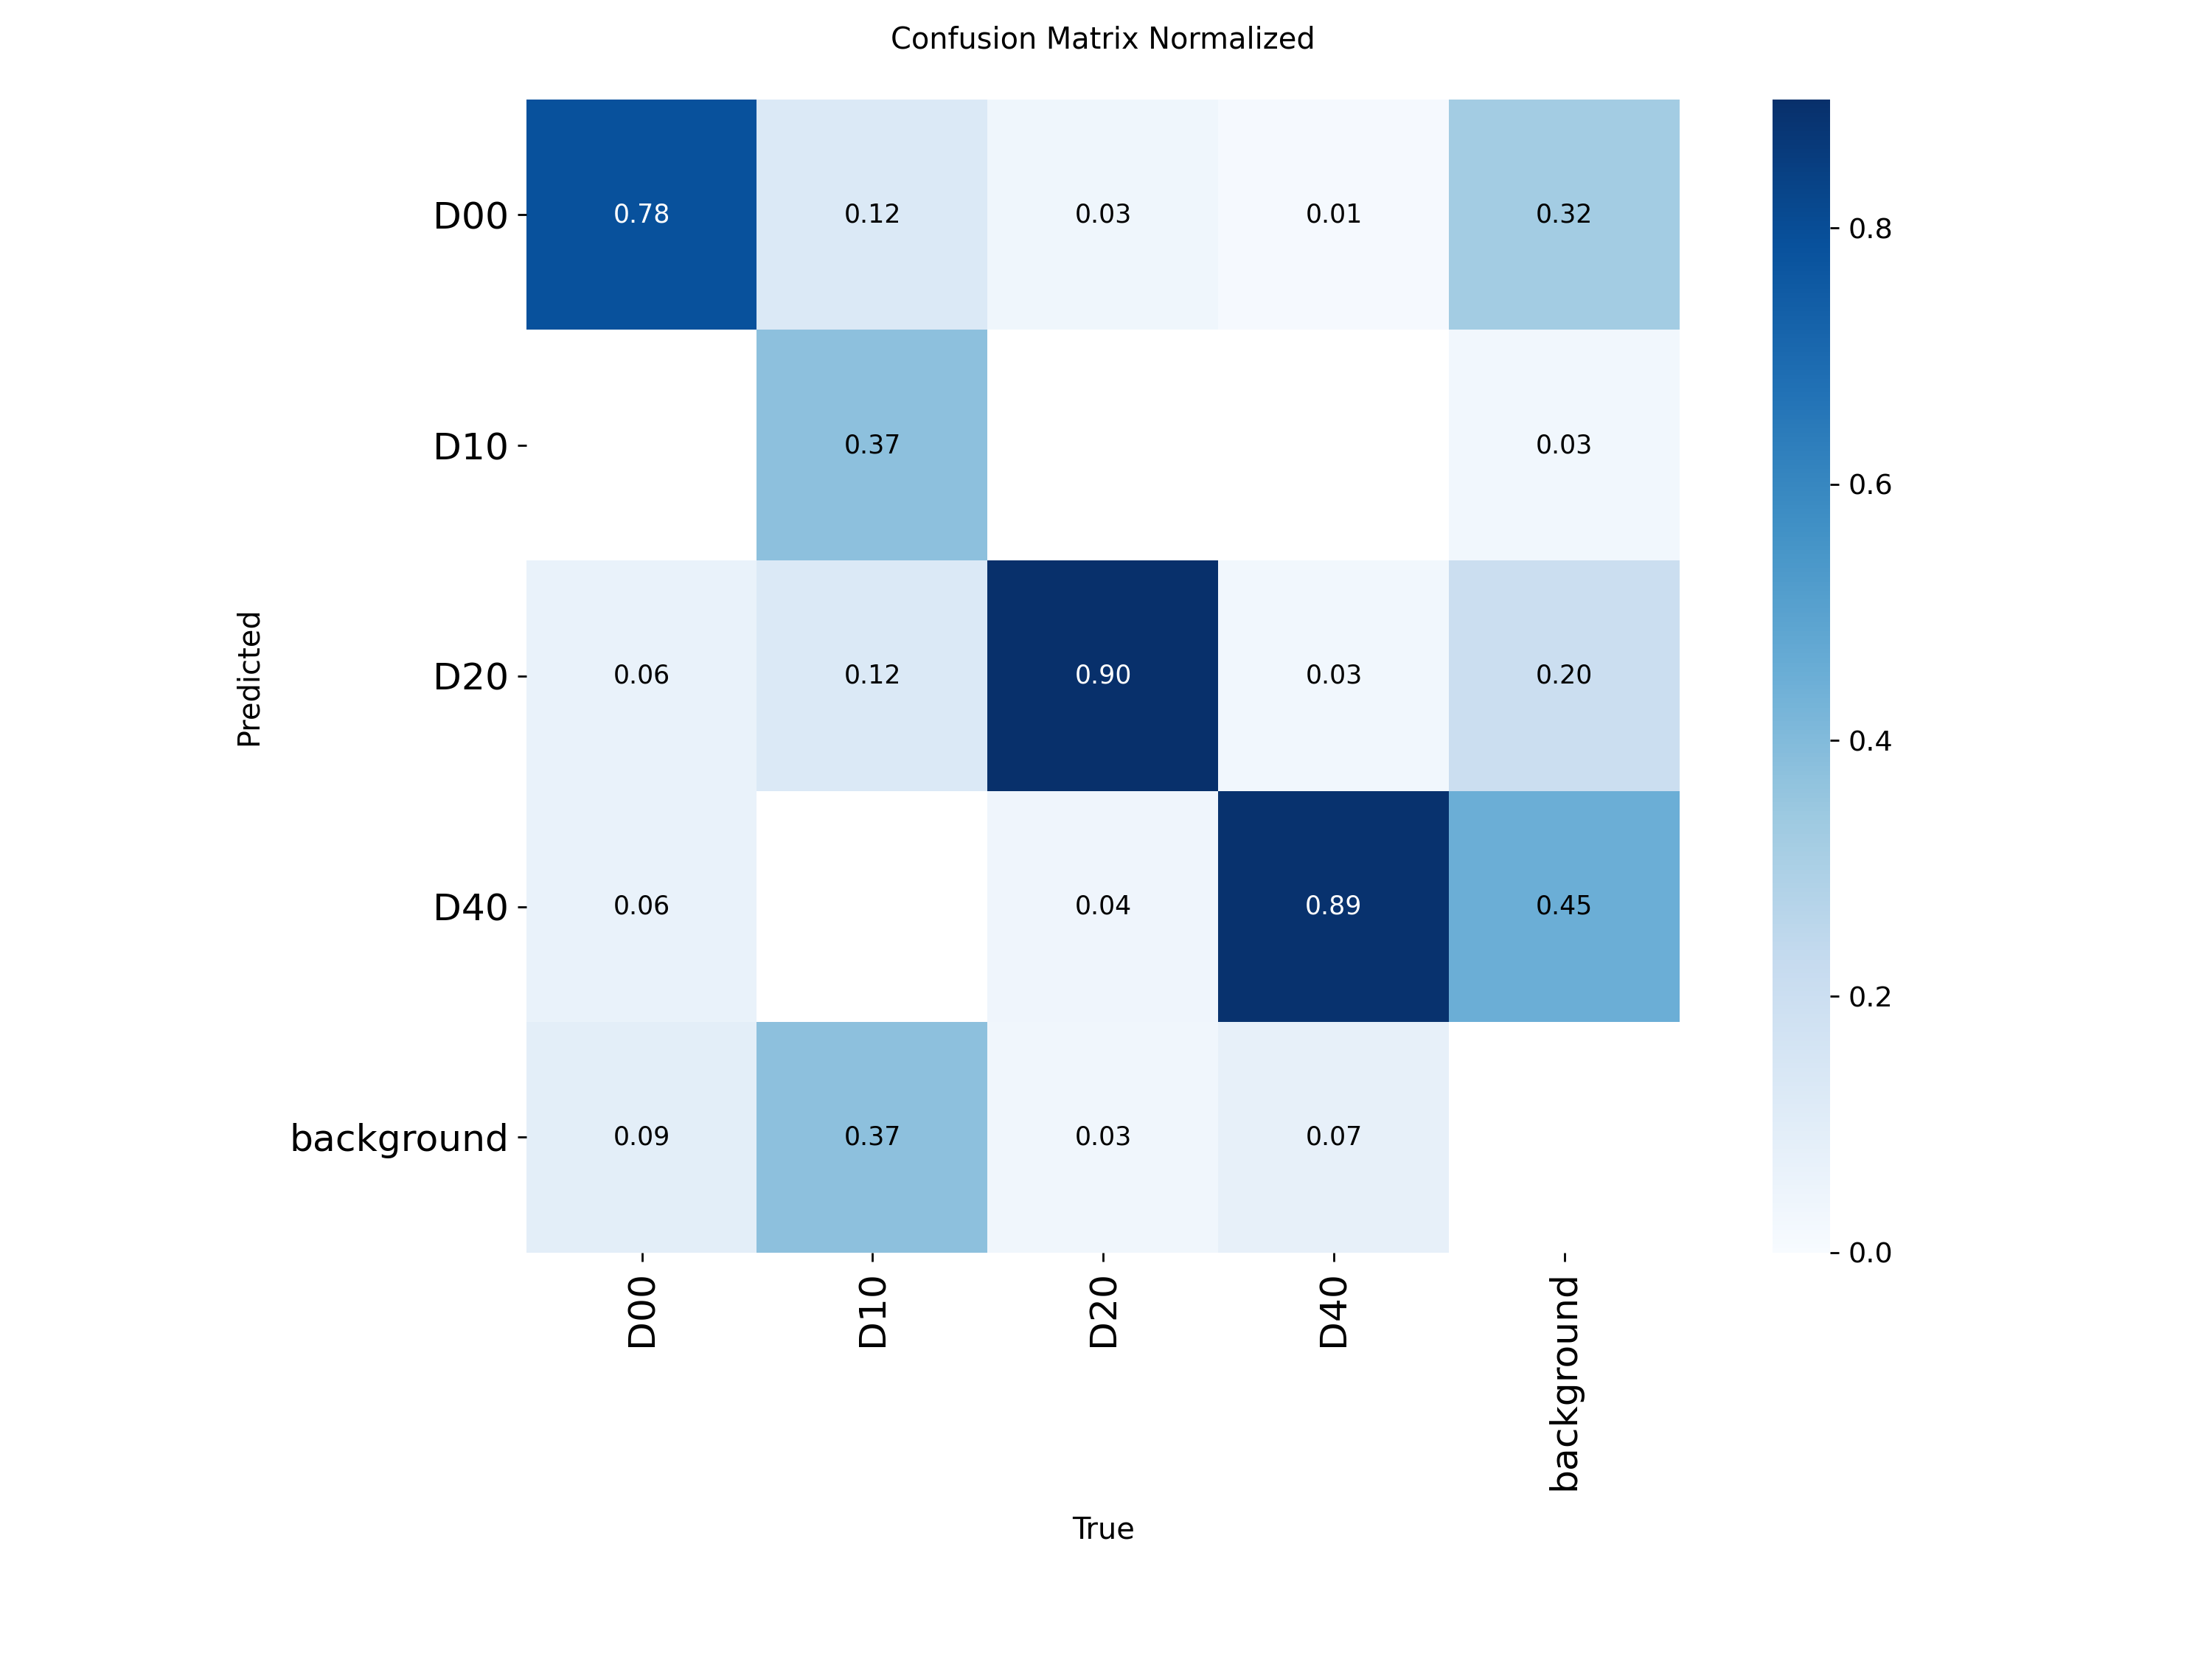 Confusion Matrix Normalized
D00 0.78 0.12 0.03 0.01 0.32
D10 0.37 0.03
D20 0.06 0.12 0.90 0.03 0.20
D40 0.06 0.04 0.89 0.45
background 0.09 0.37 0.03 0.07
Predicted
D00 D10 D20 D40 background
True
0.8
0.6
0.4
0.2
0.0